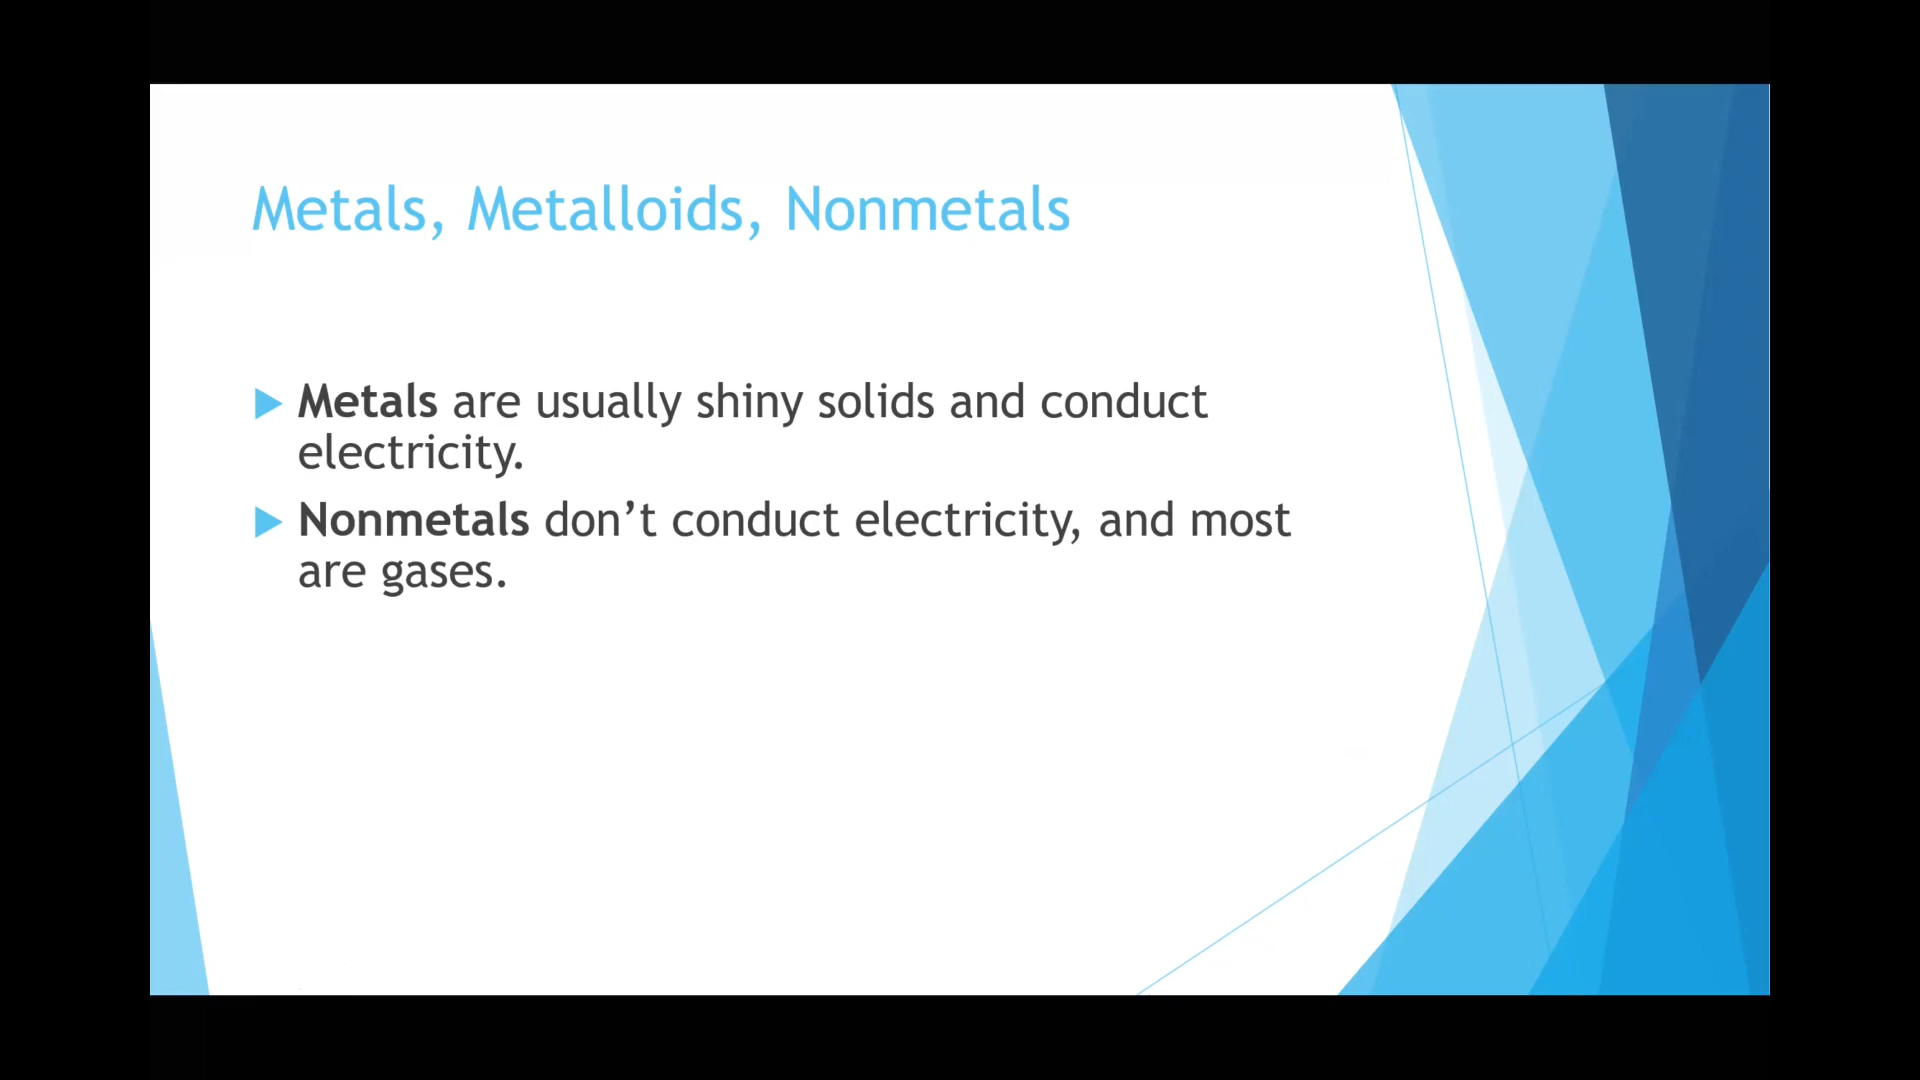 Metals, Metalloids, Nonmetals
Metals are usually shiny solids and conduct
electricity.
Nonmetals don’t conduct electricity, and most
are gases.